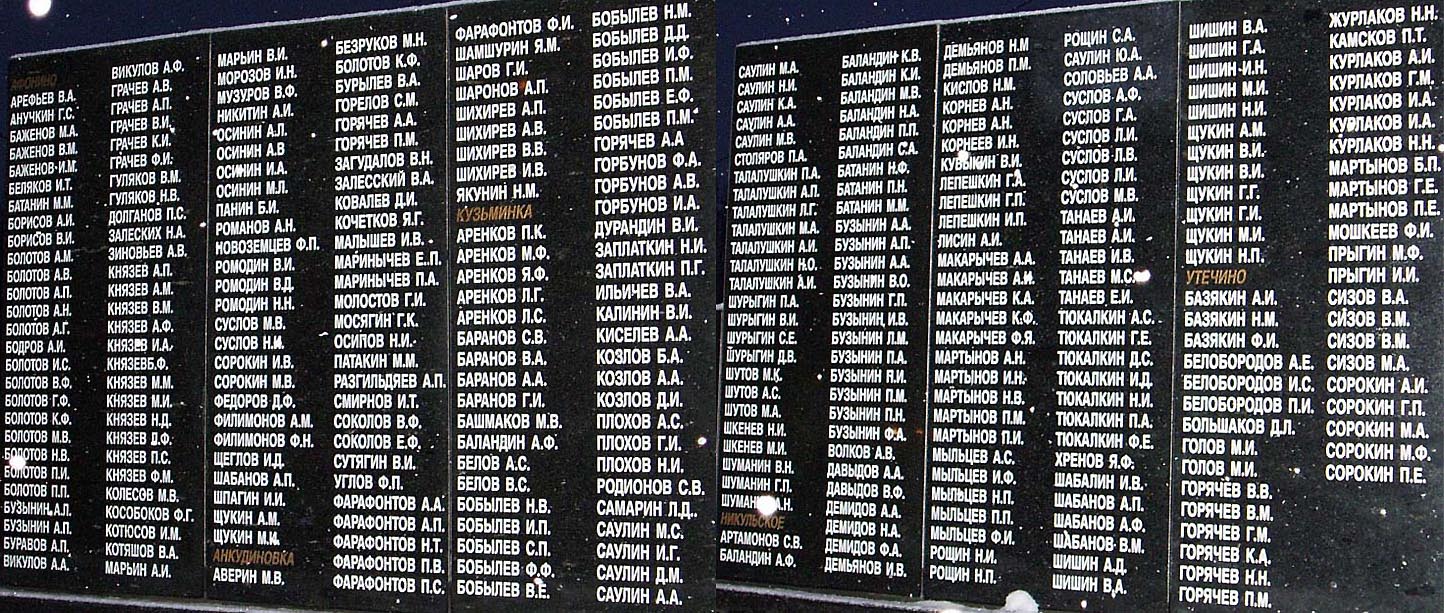 АФОНИНО
АРЕФЬЕВ В.А.
АНУЧКИН Г.С.
БАЖЕНОВ М.А.
БАЖЕНОВ В.М.
БАЖЕНОВ И.М.
БЕЛЯКОВ И.Т.
БАТАНИН М.М.
БОРИСОВ А.И.
БОРИСОВ В.И.
БОЛОТОВ А.М.
БОЛОТОВ А.В.
БОЛОТОВ А.П.
БОЛОТОВ А.Н.
БОЛОТОВ А.Г.
БОДРОВ А.И.
БОЛОТОВ И.С.
БОЛОТОВ В.Ф.
БОЛОТОВ Г.Ф.
БОЛОТОВ К.Ф.
БОЛОТОВ М.В.
БОЛОТОВ Н.В.
БОЛОТОВ П.И.
БОЛОТОВ П.П.
БУЗЫНИН А.П.
БУЗЫНИН А.П.
БУРАВОВ А.П.
ВИКУЛОВ А.А.
ВИКУЛОВ А.Ф.
ГРАЧЕВ А.В.
ГРАЧЕВ А.П.
ГРАЧЕВ В.И.
ГРАЧЕВ К.И.
ГРАЧЕВ Ф.И.
ГУЛЯКОВ В.М.
ГУЛЯКОВ Н.В.
ДОЛГАНОВ П.С.
ЗАЛЕСКИХ Н.А.
ЗИНОВЬЕВ А.В.
КНЯЗЕВ А.П.
КНЯЗЕВ А.М.
КНЯЗЕВ В.М.
КНЯЗЕВ А.Ф.
КНЯЗЕВ И.А.
КНЯЗЕВ Б.Ф.
КНЯЗЕВ М.М.
КНЯЗЕВ М.И.
КНЯЗЕВ Н.Д.
КНЯЗЕВ Д.Ф.
КНЯЗЕВ П.С.
КНЯЗЕВ Ф.М.
КОЛЕСОВ М.В.
КОСОБОКОВ Ф.Г.
КОТЮСОВ И.М.
КОТЯШОВ В.А.
МАРЬИН А.И.
МАРЬИН В.И.
МОРОЗОВ И.Н.
МУЗУРОВ В.Ф.
НИКИТИН А.И.
ОСИНИН А.Л.
ОСИНИН А.В
ОСИНИН И.А.
ОСИНИН М.Л.
ПАНИН Б.И.
РОМАНОВ А.Н.
НОВОЗЕМЦЕВ Ф.П.
РОМОДИН В.И.
РОМОДИН В.Д.
РОМОДИН Н.Н.
СУСЛОВ М.В.
СУСЛОВ Н.И.
СОРОКИН И.В.
СОРОКИН М.В.
ФЕДОРОВ Д.Ф.
ФИЛИМОНОВ А.М.
ФИЛИМОНОВ Ф.Н.
ЩЕГЛОВ И.Д.
ШАБАНОВ А.П.
ШПАГИН И.И.
ЩУКИН А.М.
ЩУКИН М.И.
АНКУДИНОВКА
АВЕРИН М.В.
БЕЗРУКОВ М.Н.
БОЛОТОВ К.Ф.
БУРЫЛЕВ В.А.
ГОРЕЛОВ С.М.
ГОРЯЧЕВ А.А.
ГОРЯЧЕВ П.М.
ЗАГУДАЛОВ В.Н.
ЗАЛЕССКИЙ В.А.
КОВАЛЕВ Д.И.
КОЧЕТКОВ Я.Г.
МАЛЫШЕВ И.В.
МАРИНЫЧЕВ Е.П.
МАРИНЫЧЕВ П.А.
МОЛОСТОВ Г.И.
МОСЯГИН Г.К.
ОСИПОВ Н.И.
ПАТАКИН М.М.
РАЗГИЛЬДЯЕВ А.П.
СМИРНОВ И.Т.
СОКОЛОВ В.Ф.
СОКОЛОВ Е.Ф.
СУТЯГИН В.И.
УГЛОВ Ф.П.
ФАРАФОНТОВ А.А.
ФАРАФОНТОВ А.П.
ФАРАФОНТОВ Н.Т.
ФАРАФОНТОВ П.В.
ФАРАФОНТОВ П.С.
ФАРАФОНТОВ Ф.И.
ШАМШУРИН Я.М.
ШАРОВ Г.И.
ШАРОНОВ А.П.
ШИХИРЕВ А.П.
ШИХИРЕВ А.В.
ШИХИРЕВ В.В.
ШИХИРЕВ И.В.
ЯКУНИН Н.М.
КУЗЬМИНКА
АРЕНКОВ П.К.
АРЕНКОВ М.Ф.
АРЕНКОВ Я.Ф.
АРЕНКОВ Л.Г.
АРЕНКОВ Л.С.
БАРАНОВ С.В.
БАРАНОВ В.А.
БАРАНОВ А.А.
БАРАНОВ Г.И.
БАШМАКОВ М.В.
БАЛАНДИН А.Ф.
БЕЛОВ А.С.
БЕЛОВ В.С.
БОБЫЛЕВ Н.В.
БОБЫЛЕВ И.П.
БОБЫЛЕВ С.П.
БОБЫЛЕВ Ф.Ф.
БОБЫЛЕВ В.Е.
БОБЫЛЕВ Н.М.
БОБЫЛЕВ Д.Д.
БОБЫЛЕВ И.Ф.
БОБЫЛЕВ П.М.
БОБЫЛЕВ Е.Ф.
БОБЫЛЕВ П.М.
ГОРЯЧЕВ А.А
ГОРБУНОВ Ф.А.
ГОРБУНОВ А.В.
ГОРБУНОВ И.А.
ДУРАНДИН В.И.
ЗАПЛАТКИН Н.И.
ЗАПЛАТКИН П.Г.
ИЛЬИЧЕВ В.А.
КАЛИНИН В.И.
КИСЕЛЕВ А.А.
КОЗЛОВ Б.А.
КОЗЛОВ А.А.
КОЗЛОВ Д.И.
ПЛОХОВ А.С.
ПЛОХОВ Г.И.
ПЛОХОВ Н.И.
РОДИОНОВ С.В.
САМАРИН Л.Д.
САУЛИН М.С.
САУЛИН И.Г.
САУЛИН Д.М.
САУЛИН А.А.
САУЛИН М.А.
САУЛИН Н.И.
САУЛИН К.А.
САУЛИН А.А.
САУЛИН М.В.
СТОЛЯРОВ П.А.
ТАЛАЛУШКИН П.А.
ТАЛАЛУШКИН А.П.
ТАЛАЛУШКИН Л.Г.
ТАЛАЛУШКИН М.А.
ТАЛАЛУШКИН А.И.
ТАЛАЛУШКИН Н.О.
ТАЛАЛУШКИН А.И.
ШУРЫГИН П.А.
ШУРЫГИН В.И.
ШУРЫГИН С.Е.
ШУРЫГИН Д.В.
ШУТОВ М.К.
ШУТОВ А.С.
ШУТОВ М.А.
ШКЕНЕВ Н.И.
ШКЕНЕВ М.И.
ШУМАНИН В.Н.
ШУМАНИН Г.П.
ШУМАНИН А.Н.
НИКУЛЬСКОЕ
АРТАМОНОВ С.В.
БАЛАНДИН А.Ф.
БАЛАНДИН К.В.
БАЛАНДИН К.И.
БАЛАНДИН М.В.
БАЛАНДИН Н.А.
БАЛАНДИН П.П.
БАЛАНДИН С.А.
БАТАНИН Н.Ф.
БАТАНИН П.Н.
БАТАНИН М.М.
БУЗЫНИН А.А.
БУЗЫНИН А.П.
БУЗЫНИН А.А.
БУЗЫНИН В.О.
БУЗЫНИН Г.П.
БУЗЫНИН И.В.
БУЗЫНИН Л.М.
БУЗЫНИН П.А.
БУЗЫНИН П.И.
БУЗЫНИН П.М.
БУЗЫНИН П.Н.
БУЗЫНИН Ф.А.
ВОЛКОВ А.В.
ДАВЫДОВ А.А.
ДАВЫДОВ В.Ф.
ДЕМИДОВ А.А.
ДЕМИДОВ Н.А.
ДЕМИДОВ Ф.А.
ДЕМЬЯНОВ И.В.
ДЕМЬЯНОВ Н.М
ДЕМЬЯНОВ П.М.
КИСЛОВ Н.М.
КОРНЕВ А.Н.
КОРНЕВ А.Н.
КОРНЕЕВ И.Н.
КУВЫКИН В.И.
ЛЕПЕШКИН Г.А.
ЛЕПЕШКИН Г.П.
ЛЕПЕШКИН И.П.
ЛИСИН А.И.
МАКАРЫЧЕВ А.А.
МАКАРЫЧЕВ А.И.
МАКАРЫЧЕВ К.А.
МАКАРЫЧЕВ К.Ф.
МАКАРЫЧЕВ Ф.Я.
МАРТЫНОВ А.Н.
МАРТЫНОВ И.Н.
МАРТЫНОВ Н.В.
МАРТЫНОВ П.М.
МАРТЫНОВ П.И.
МЫЛЬЦЕВ А.С.
МЫЛЬЦЕВ И.Ф.
МЫЛЬЦЕВ Н.П.
МЫЛЬЦЕВ П.П.
МЫЛЬЦЕВ Ф.И.
РОЩИН Н.И.
РОЩИН Н.П.
РОЩИН С.А.
САУЛИН Ю.А.
СОЛОВЬЕВ А.А.
СУСЛОВ А.Ф.
СУСЛОВ Г.А.
СУСЛОВ Л.И.
СУСЛОВ Л.В.
СУСЛОВ Л.И.
СУСЛОВ М.В.
ТАНАЕВ А.И.
ТАНАЕВ А.И.
ТАНАЕВ И.В.
ТАНАЕВ М.С.
ТАНАЕВ Е.И.
ТЮКАЛКИН А.С.
ТЮКАЛКИН Г.Е.
ТЮКАЛКИН Д.С.
ТЮКАЛКИН И.Д.
ТЮКАЛКИН Н.И.
ТЮКАЛКИН П.А.
ТЮКАЛКИН Ф.Е.
ХРЕНОВ Я.Ф.
ШАБАЛИН И.В.
ШАБАНОВ А.П.
ШАБАНОВ А.Ф.
ШАБАНОВ В.М.
ШИШИН А.Д.
ШИШИН В.А.
ШИШИН В.А.
ШИШИН Г.А.
ШИШИН И.Н.
ШИШИН М.И.
ШИШИН Н.И.
ЩУКИН А.М.
ЩУКИН В.И.
ЩУКИН В.И.
ЩУКИН Г.Г.
ЩУКИН Г.И.
ЩУКИН М.И.
ЩУКИН Н.П.
УТЕЧИНО
БАЗЯКИН А.И.
БАЗЯКИН Н.М.
БАЗЯКИН Ф.И.
БЕЛОБОРОДОВ А.Е.
БЕЛОБОРОДОВ И.С.
БЕЛОБОРОДОВ П.И.
БОЛЬШАКОВ Д.П.
ГОЛОВ М.И.
ГОЛОВ М.И.
ГОРЯЧЕВ В.В.
ГОРЯЧЕВ В.М.
ГОРЯЧЕВ Г.М.
ГОРЯЧЕВ К.А.
ГОРЯЧЕВ Н.Н.
ГОРЯЧЕВ П.М.
ЖУРЛАКОВ Н.Н.
КАМСКОВ П.Т.
КУРЛАКОВ А.И.
КУРЛАКОВ Г.М.
КУРЛАКОВ И.А.
КУРЛАКОВ И.А.
КУРЛАКОВ Н.Н.
МАРТЫНОВ Б.П.
МАРТЫНОВ Г.Е.
МАРТЫНОВ П.Е.
МОШКЕЕВ Ф.И.
ПРЫГИН М.Ф.
ПРЫГИН И.И.
СИЗОВ В.А.
СИЗОВ В.М.
СИЗОВ В.М.
СИЗОВ М.А.
СОРОКИН А.И.
СОРОКИН Г.П.
СОРОКИН М.А.
СОРОКИН М.Ф.
СОРОКИН П.Е.